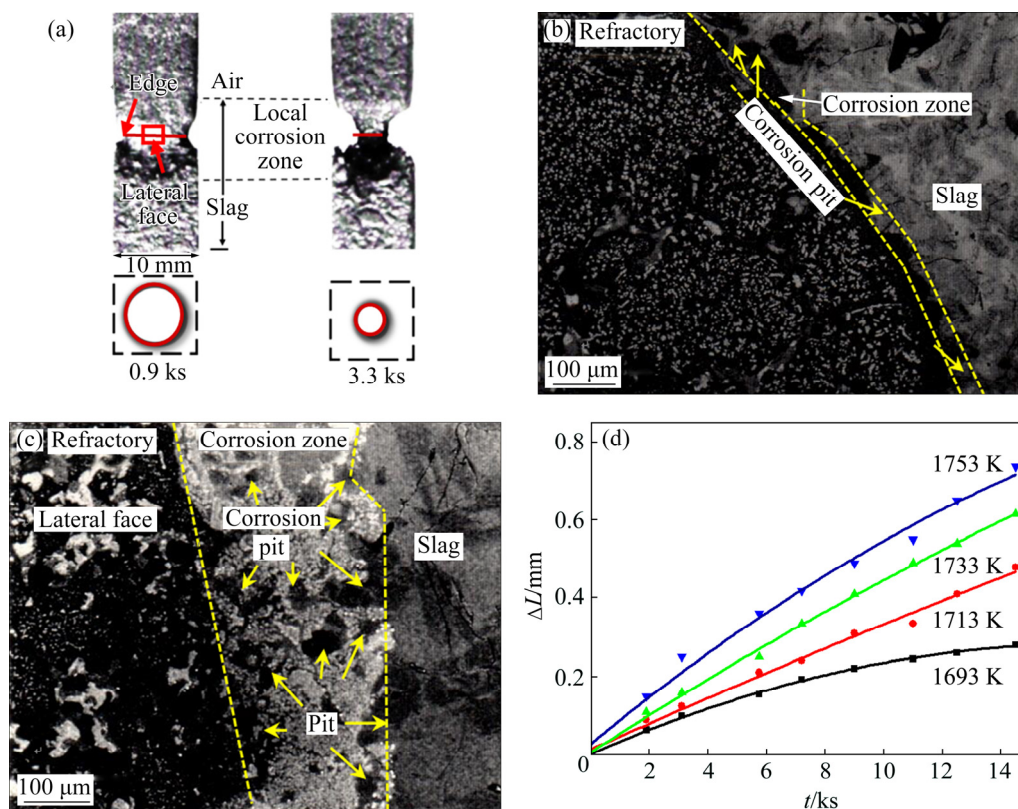 (a)
Edge
Air
Local
corrosion
zone
Lateral
face
Slag
10 mm
0.9 ks
3.3 ks
(b)
Refractory
Corrosion zone
Corrosion
pit
Slag
100 μm
(c)
Refractory
Corrosion zone
Lateral face
Corrosion
pit
Slag
Pit
100 μm
(d)
ΔL/mm
0.8
0.6
0.4
0.2
0
2
4
6
8
10
12
14
t/ks
1753 K
1733 K
1713 K
1693 K